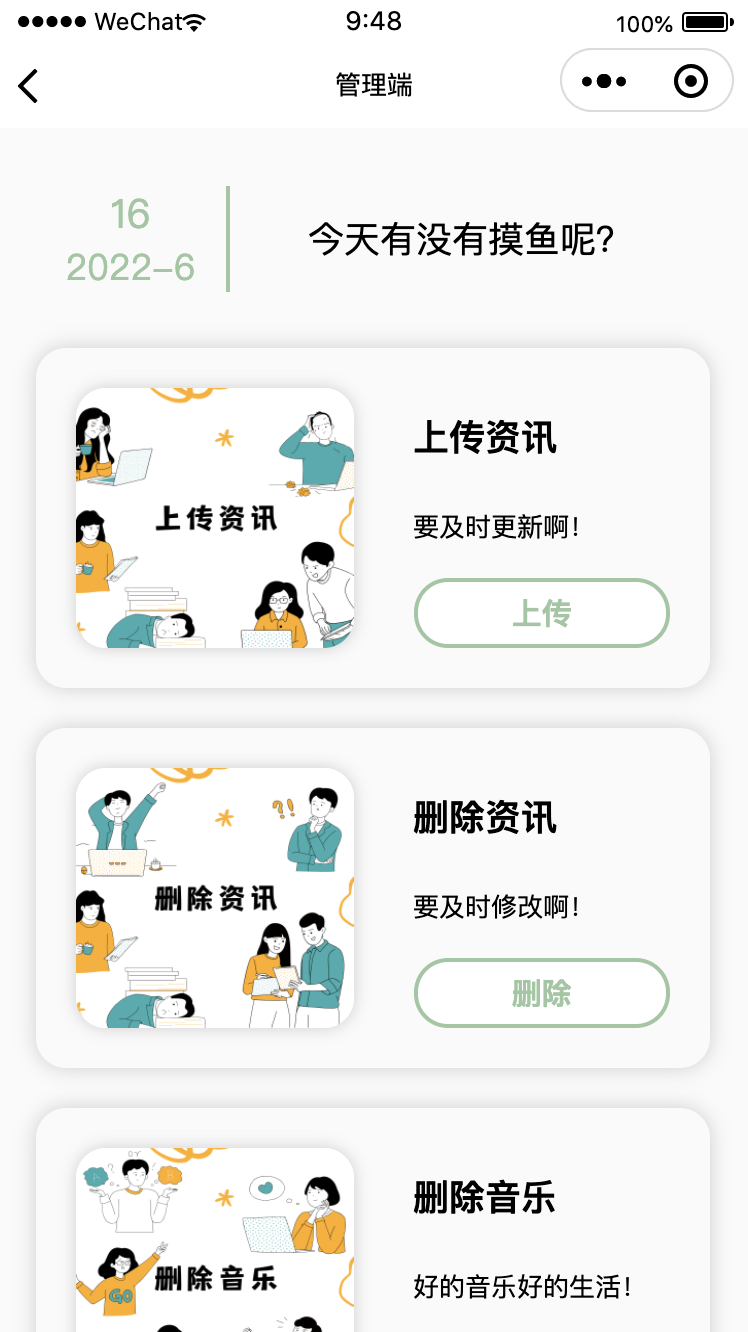 WeChat
9:48
100%
管理端
16
2022-6
今天有没有摸鱼呢?
上传资讯
上传资讯
要及时更新啊!
上传
删除资讯
删除资讯
要及时修改啊!
删除
OR
A
B
删除音乐
删除音乐
GO
好的音乐好的生活!